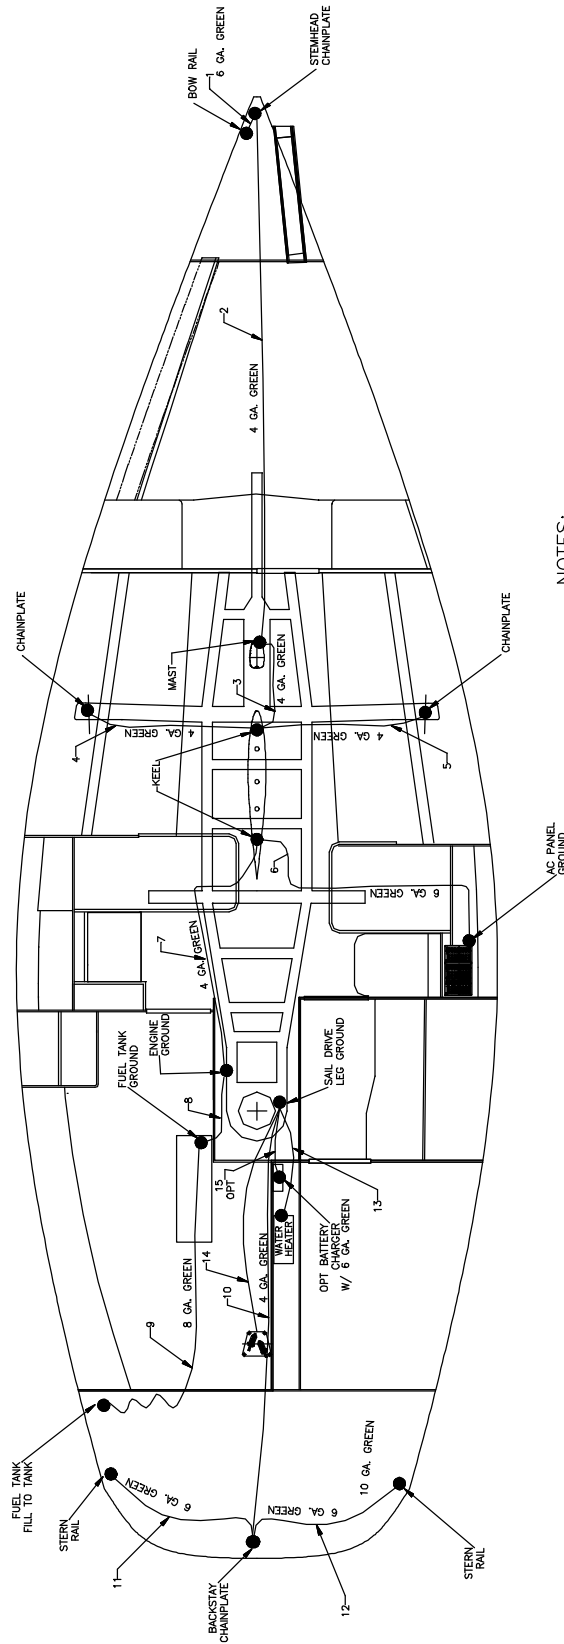 BOW RAIL
1
6 GA. GREEN
STEMHEAD
CHAINPLATE
2
4 GA. GREEN
NOTES:
CHAINPLATE
MAST
3
4 GA. GREEN
CHAINPLATE
4
4 GA.
GREEN
4 GA.
GREEN
5
KEEL
6
6 GA. GREEN
AC PANEL
GROUND
7
4 GA. GREEN
ENGINE
GROUND
FUEL TANK
GROUND
8
SAIL DRIVE
LEG GROUND
15
OPT
13
WATER
HEATER
OPT BATTERY
CHARGER
W/ 6 GA. GREEN
14
4 GA. GREEN
10
8 GA. GREEN
9
FUEL TANK
FILL TO TANK
STERN
RAIL
6 GA. GREEN
11
BACKSTAY
CHAINPLATE
6 GA. GREEN
12
10 GA. GREEN
STERN
RAIL